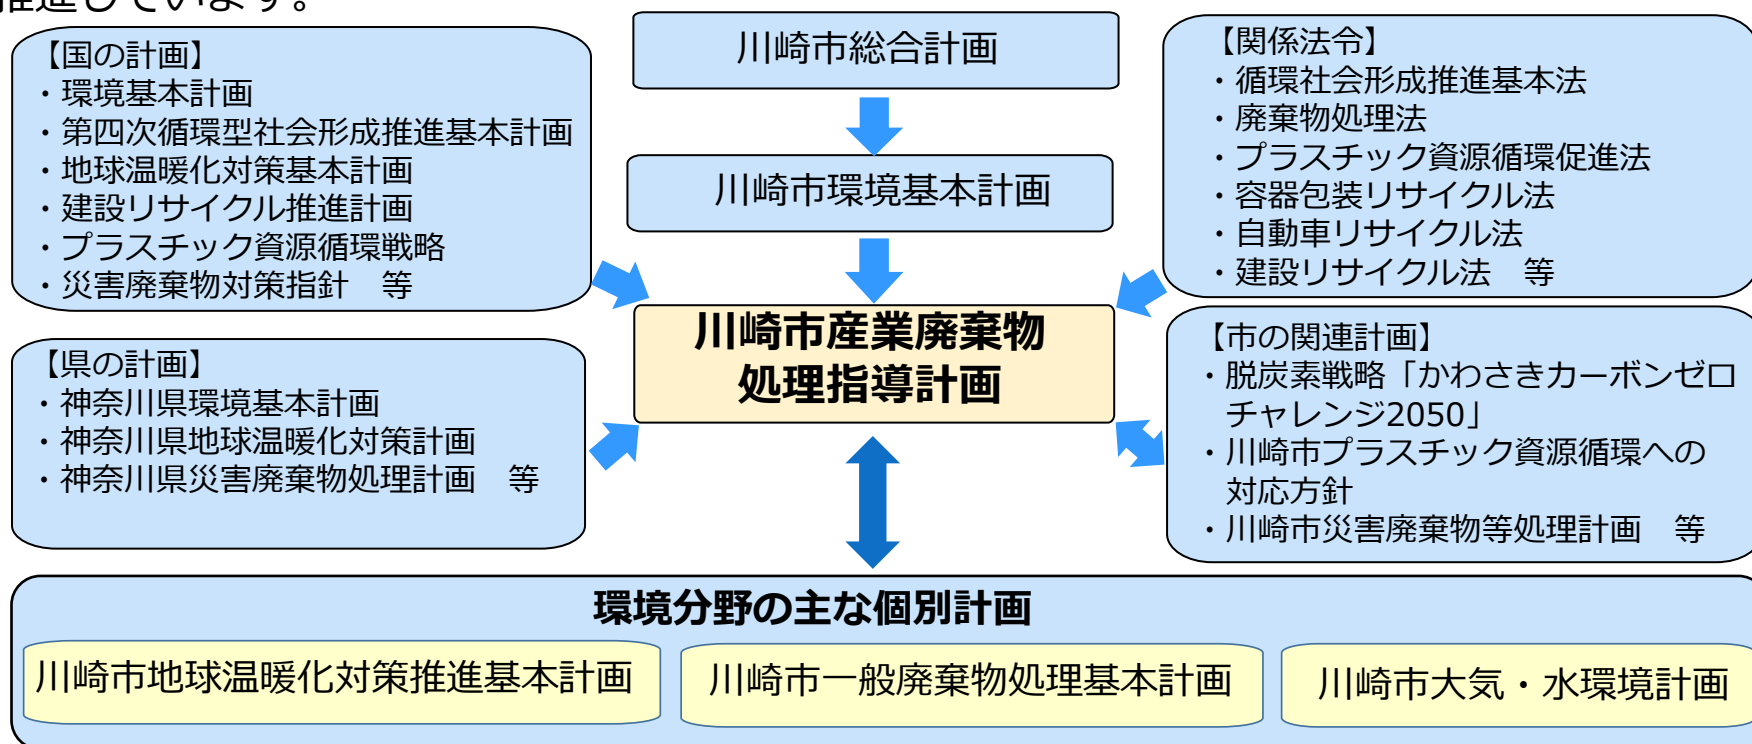 推進しています。
【国の計画】
・環境基本計画
・第四次循環型社会形成推進基本計画
・地球温暖化対策基本計画
・建設リサイクル推進計画
・プラスチック資源循環戦略
・災害廃棄物対策指針　等
【県の計画】
・神奈川県環境基本計画
・神奈川県地球温暖化対策計画
・神奈川県災害廃棄物処理計画　等
川崎市総合計画
川崎市環境基本計画
川崎市産業廃棄物
処理指導計画
【関係法令】
・循環社会形成推進基本法
・廃棄物処理法
・プラスチック資源循環促進法
・容器包装リサイクル法
・自動車リサイクル法
・建設リサイクル法　等
【市の関連計画】
・脱炭素戦略「かわさきカーボンゼロ
チャレンジ2050」
・川崎市プラスチック資源循環への
対応方針
・川崎市災害廃棄物等処理計画　等
環境分野の主な個別計画
川崎市地球温暖化対策推進基本計画
川崎市一般廃棄物処理基本計画
川崎市大気・水環境計画